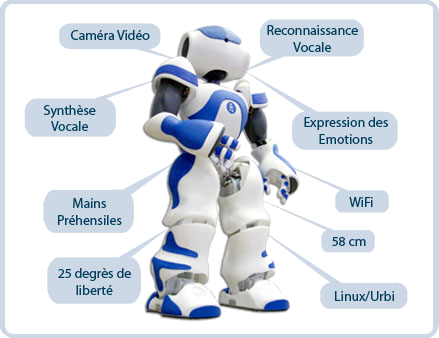 Caméra Vidéo
Reconnaissance
Vocale
Synthèse
Vocale
Expression des
Emotions
Mains
Préhensiles
WiFi
58 cm
25 degrès de
liberté
Linux/Urbi